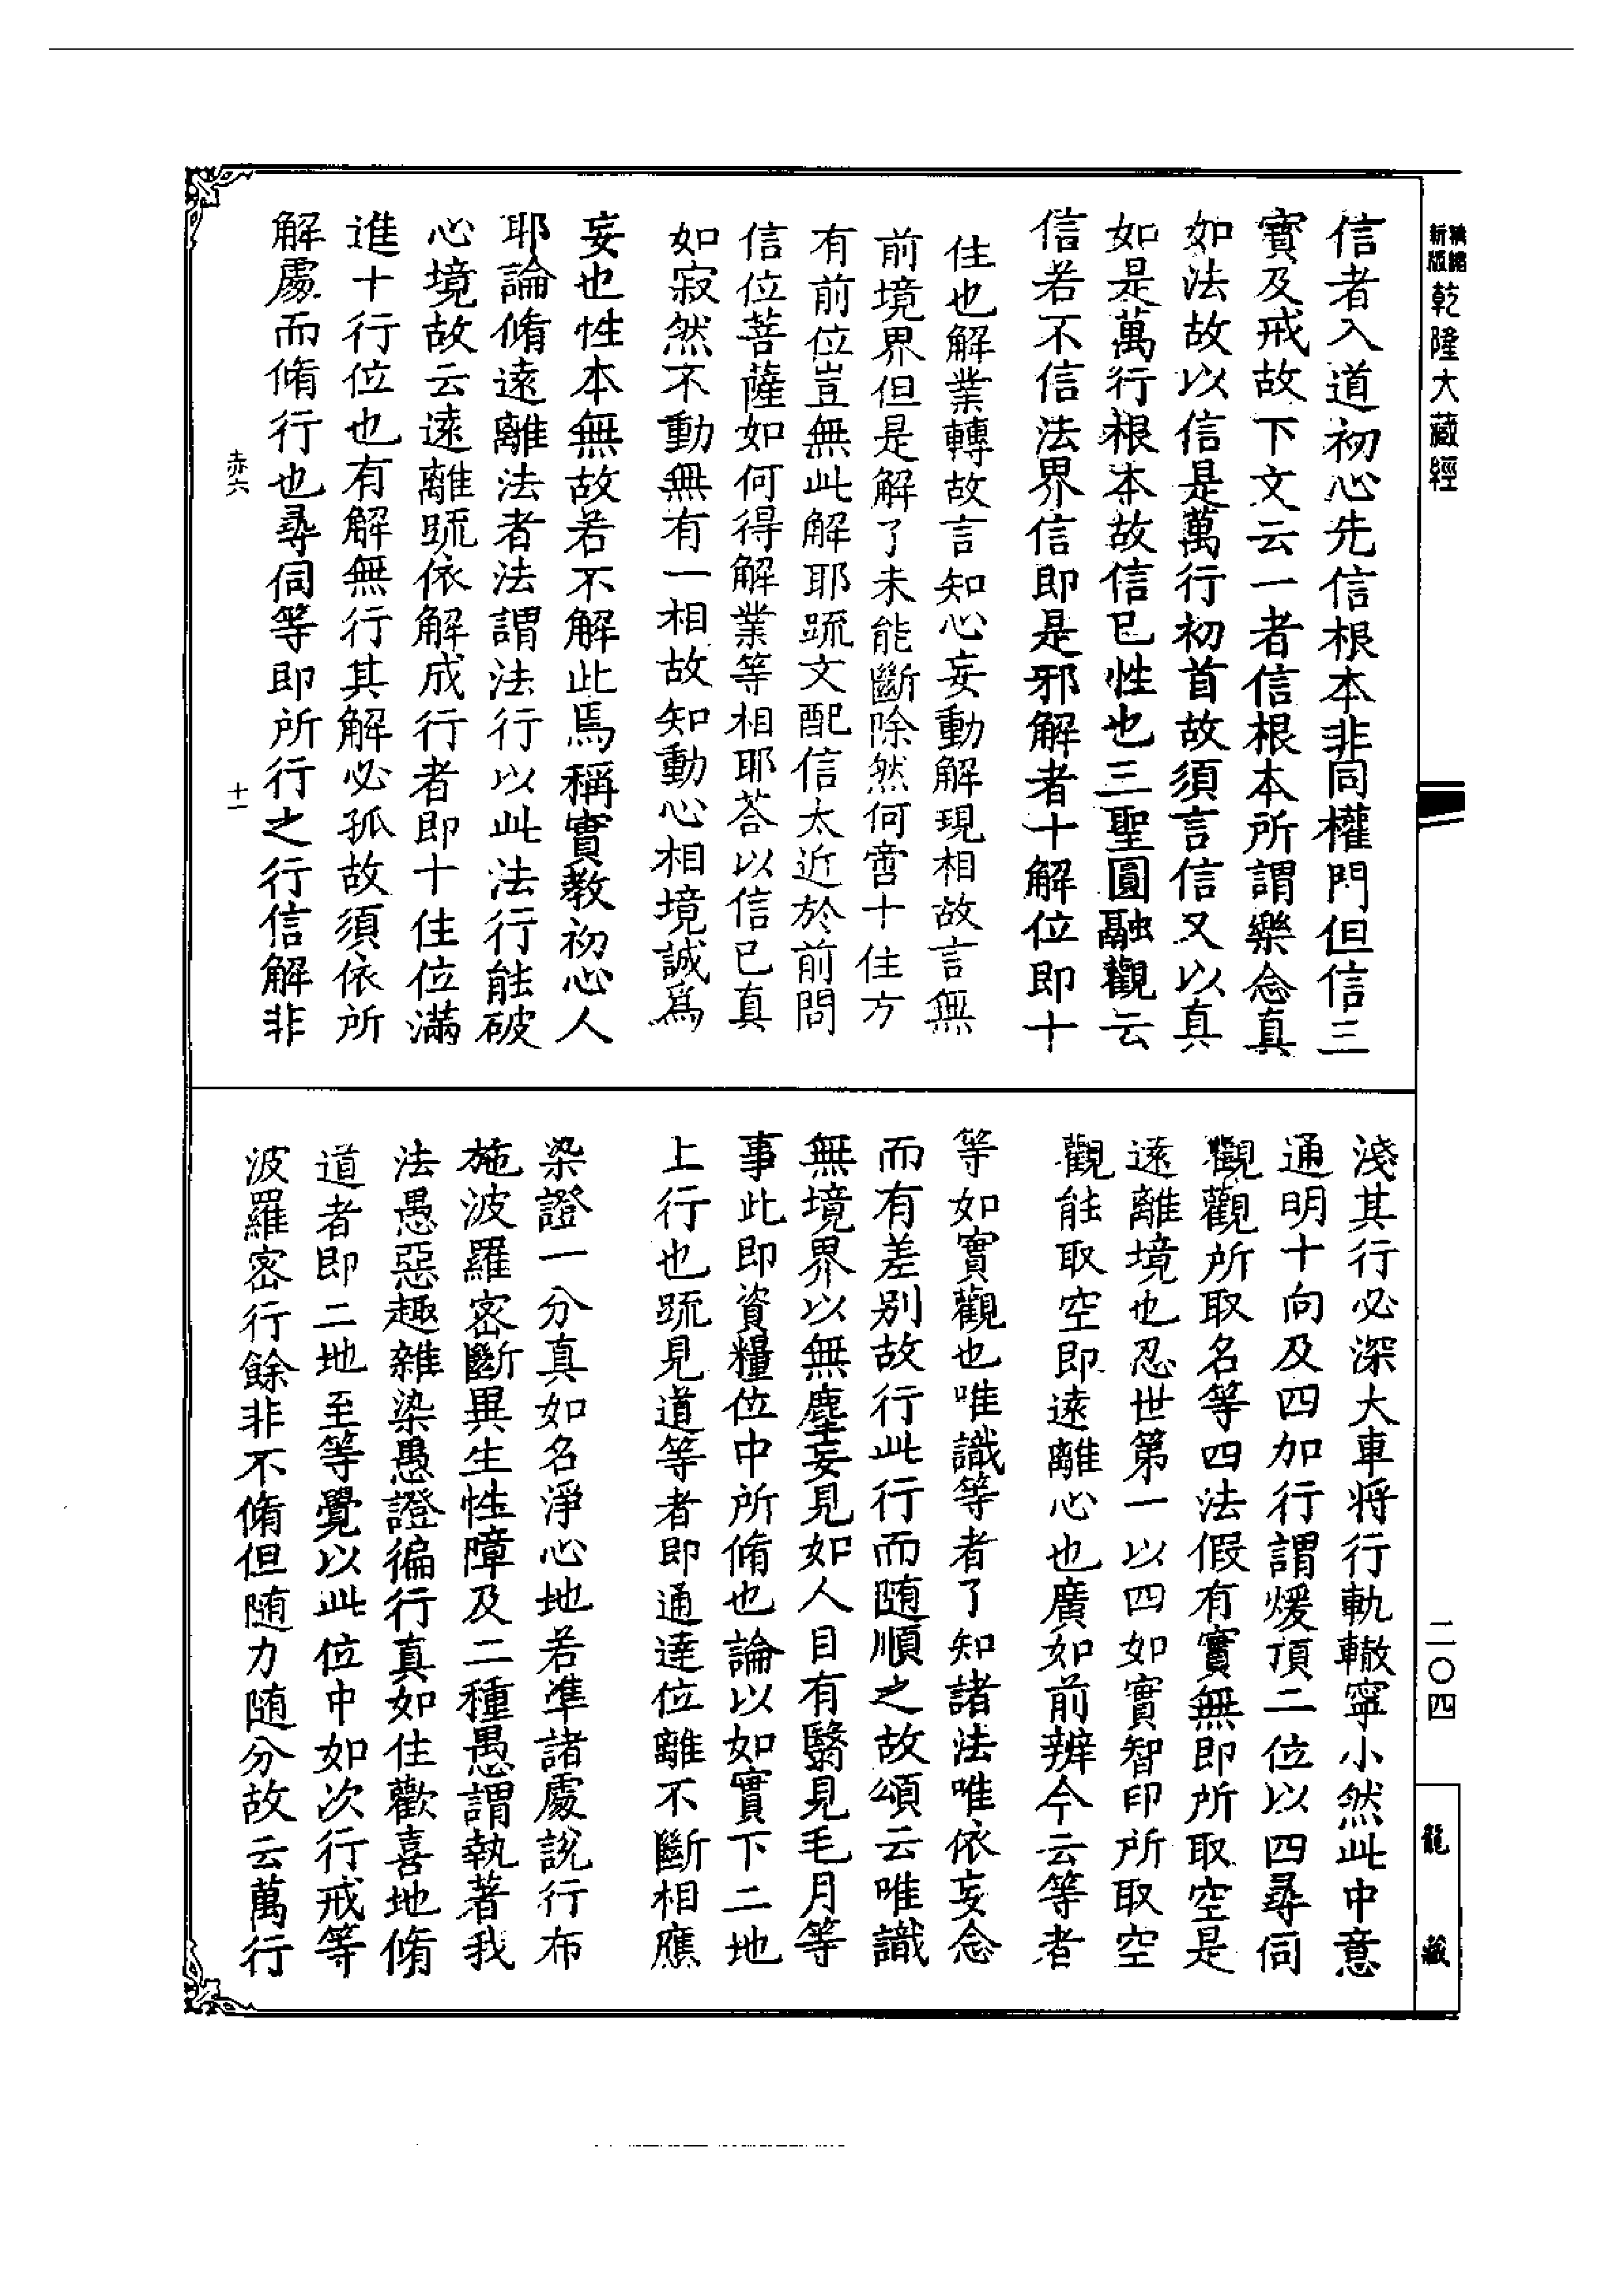 新版
精縮
乾隆大藏經
信者入道初心先信根本非同權門但信三
寶及戒故下文云一者信根本所謂樂念真
如法故以信是萬行初首故須言信又以真
如是萬行根本故信已性也三聖圓融觀云
信若不信法界信即是邪解者十解位即十
住也解業轉故言知心妄動解現相故言無
前境界但是解了未能斷除然何啻十住方
有前位豈無此解耶䟽文配信太近於前問
信位菩薩如何得解業等相耶荅以信已真
如寂然不動無有一相故知動心相境誠爲
妄也性本無故若不解此焉稱實教初心人
耶論脩遠離法者法謂法行以此法行能破
心境故云遠離䟽依解成行者即十住位滿
進十行位也有解無行其解必孤故須依所
解處而脩行也尋伺等即所行之行信解非
赤六
十一
淺其行必深大車將行軌轍寧小然此中意
通明十向及四加行謂煖頂二位以四尋伺
觀觀所取名等四法假有實無即所取空是
遠離境也忍世第一以四如實智印所取空
觀能取空即遠離心也廣如前辨今云等者
等如實觀也唯識等者了知諸法唯依妄念
而有差别故行此行而随順之故頌云唯識
無境界以無塵妄見如人目有翳見毛月等
事此即資糧位中所脩也論以如實下二地
上行也䟽見道等者即通達位離不斷相應
染證一分真如名淨心地若準諸處說行布
施波羅密斷異生性障及二種愚謂執著我
法愚惡趣雜染愚證徧行真如住歡喜地脩
道者即二地至等覺以此位中如次行戒等
波羅密行餘非不脩但随力随分故云萬行
二〇四
龍藏